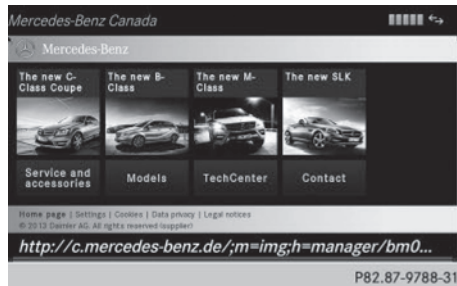 Mercedes-Benz Canada
Mercedes-Benz
The new C-Class Coupe
The new B-Class
The new M-Class
The new SLK
Service and accessories
Models
TechCenter
Contact
Home page | Settings | Cookies | Data privacy | Legal notices
© 2013 Daimler AG. All rights reserved (supplier)
http://c.mercedes-benz.de/;m=img;h=manager/bm0...
P82.87-9788-31